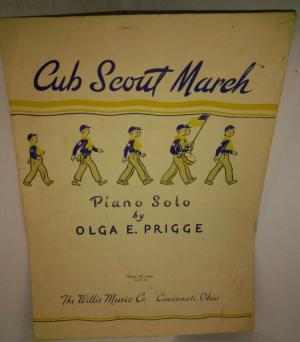 Cub Scout March
Piano Solo
by
OLGA E. PRIGGE
The Willis Music Co. Cincinnati, Ohio